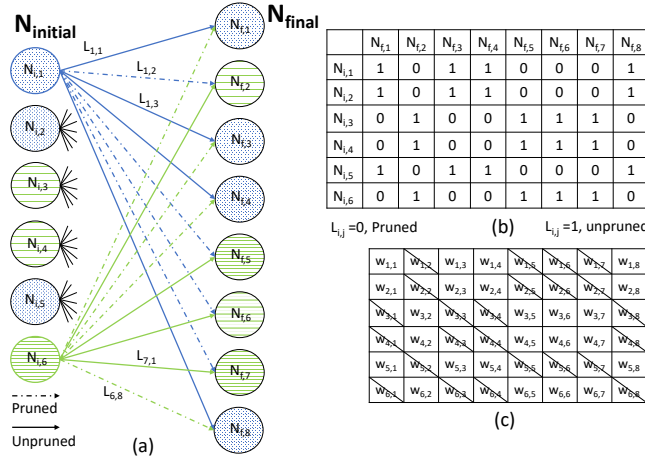 N_initial
N_final
N_i,1
N_i,2
N_i,3
N_i,4
N_i,5
N_i,6
L_1,1
L_1,2
L_1,3
L_7,1
L_6,8
N_f,1
N_f,2
N_f,3
N_f,4
N_f,5
N_f,6
N_f,7
N_f,8
Pruned
Unpruned
(a)
N_f,1 N_f,2 N_f,3 N_f,4 N_f,5 N_f,6 N_f,7 N_f,8
N_i,1 1 0 1 1 0 0 0 1
N_i,2 1 0 1 1 0 0 0 1
N_i,3 0 1 0 0 1 1 1 0
N_i,4 0 1 0 0 1 1 1 0
N_i,5 1 0 1 1 0 0 0 1
N_i,6 0 1 0 0 1 1 1 0
L_i,j =0, Pruned (b) L_i,j =1, unpruned
w_1,1 w_1,2 w_1,3 w_1,4 w_1,5 w_1,6 w_1,7 w_1,8
w_2,1 w_2,2 w_2,3 w_2,4 w_2,5 w_2,6 w_2,7 w_2,8
w_3,1 w_3,2 w_3,3 w_3,4 w_3,5 w_3,6 w_3,7 w_3,8
w_4,1 w_4,2 w_4,3 w_4,4 w_4,5 w_4,6 w_4,7 w_4,8
w_5,1 w_5,2 w_5,3 w_5,4 w_5,5 w_5,6 w_5,7 w_5,8
w_6,1 w_6,2 w_6,3 w_6,4 w_6,5 w_6,6 w_6,7 w_6,8
(c)